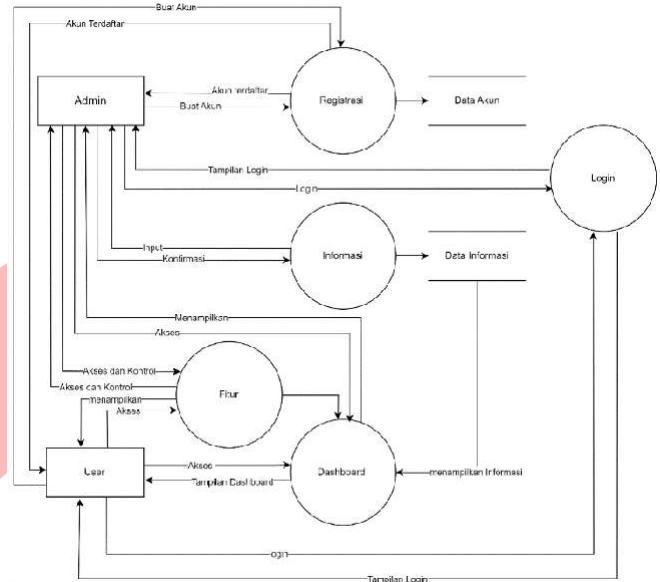 Buat Akun
Akun Terdaftar
Admin
Akun terdaftar
Buat Akun
Registrasi
Data Akun
Tampilan Login
Login
Login
Input
Konfirmasi
Informasi
Data Informasi
Menampilkan
Akses
Akses dan Kontrol
Akses dan Kontrol
menampilkan
Akses
Fitur
User
Akses
Tampilan Dashboard
Dashboard
menampilkan Informasi
ogin
Tampilan Login